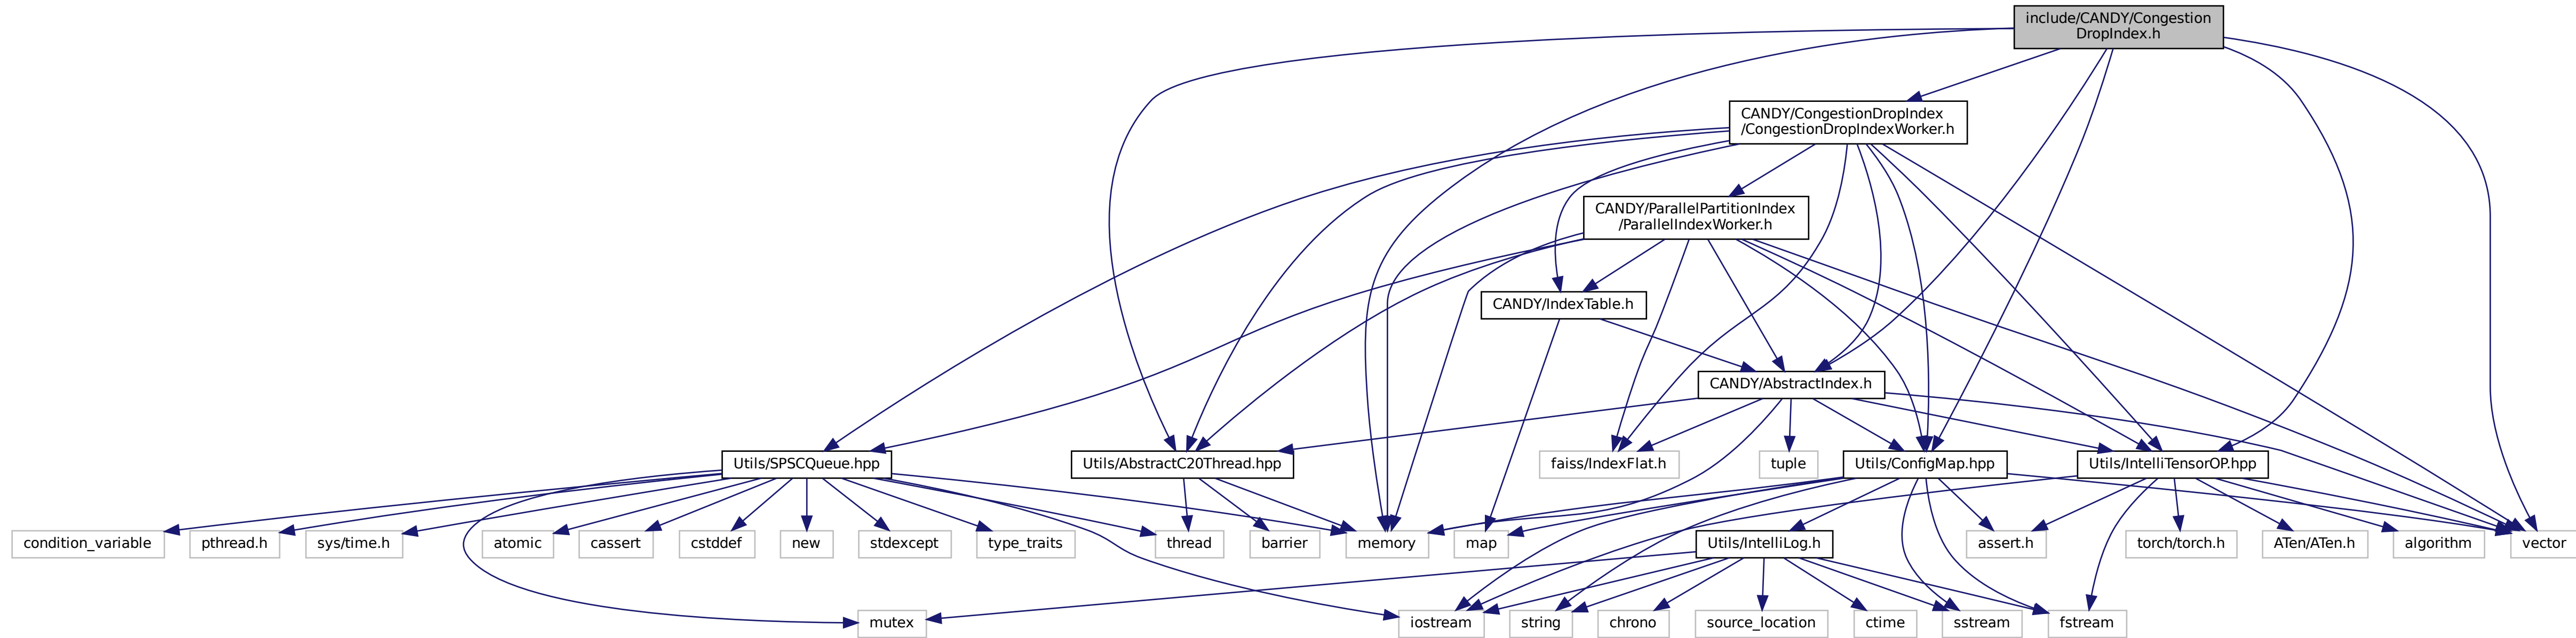 include/CANDY/Congestion
DropIndex.h
CANDY/CongestionDropIndex
/CongestionDropIndexWorker.h
CANDY/ParallelPartitionIndex
/ParallelIndexWorker.h
CANDY/IndexTable.h
CANDY/AbstractIndex.h
Utils/SPSCQueue.hpp
Utils/AbstractC20Thread.hpp
faiss/IndexFlat.h
tuple
Utils/ConfigMap.hpp
Utils/IntelliTensorOP.hpp
condition_variable
pthread.h
sys/time.h
atomic
cassert
cstddef
new
stdexcept
type_traits
thread
barrier
memory
map
Utils/IntelliLog.h
assert.h
torch/torch.h
ATen/ATen.h
algorithm
vector
mutex
iostream
string
chrono
source_location
ctime
sstream
fstream